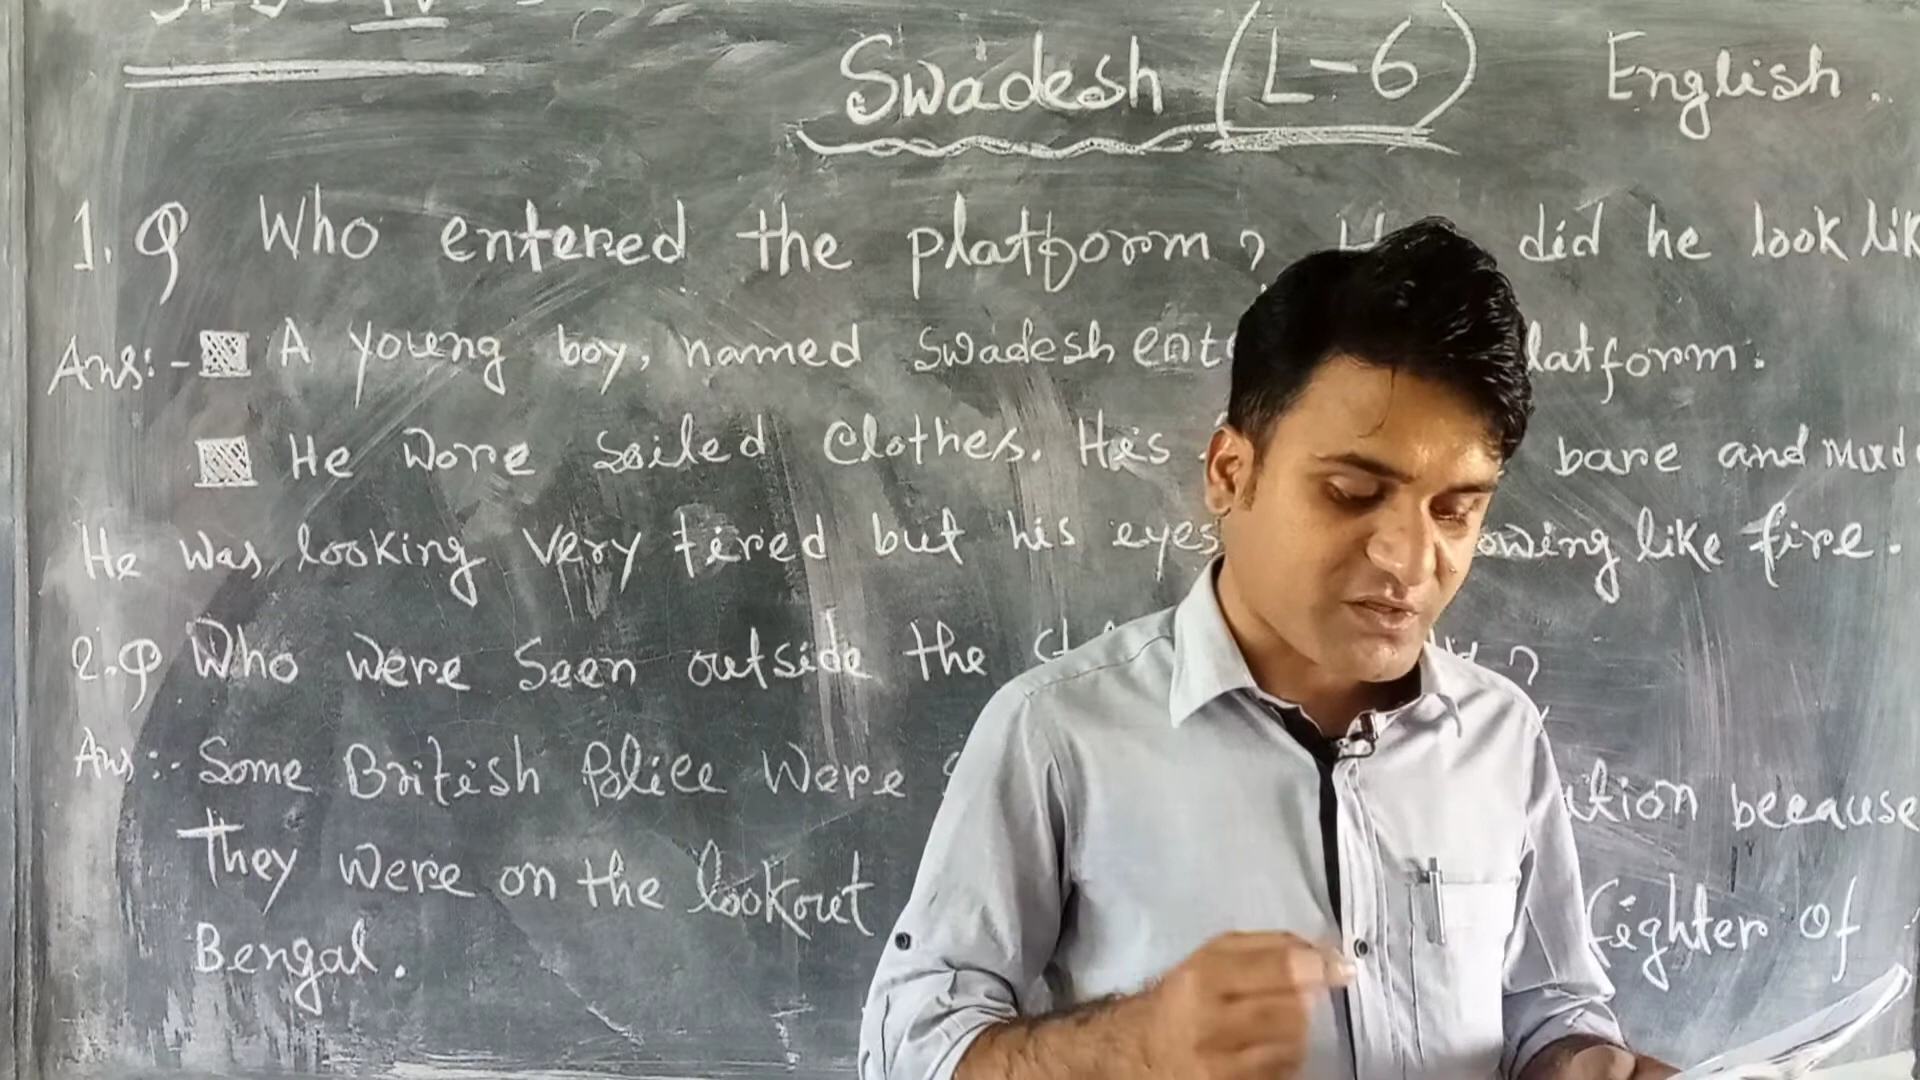 Swadesh (L-6) English.
1. Q Who entered the platform? did he look lik
Ans:- A young boy, named Swadesh ent latform.
He wore soiled clothes. His bare and Mud
He was looking very tired but his eyes owing like fire.
2. Q Who were seen outside the ?
Ans:- Some British Police were ation because
They were on the lookout fighter of
Bengal.